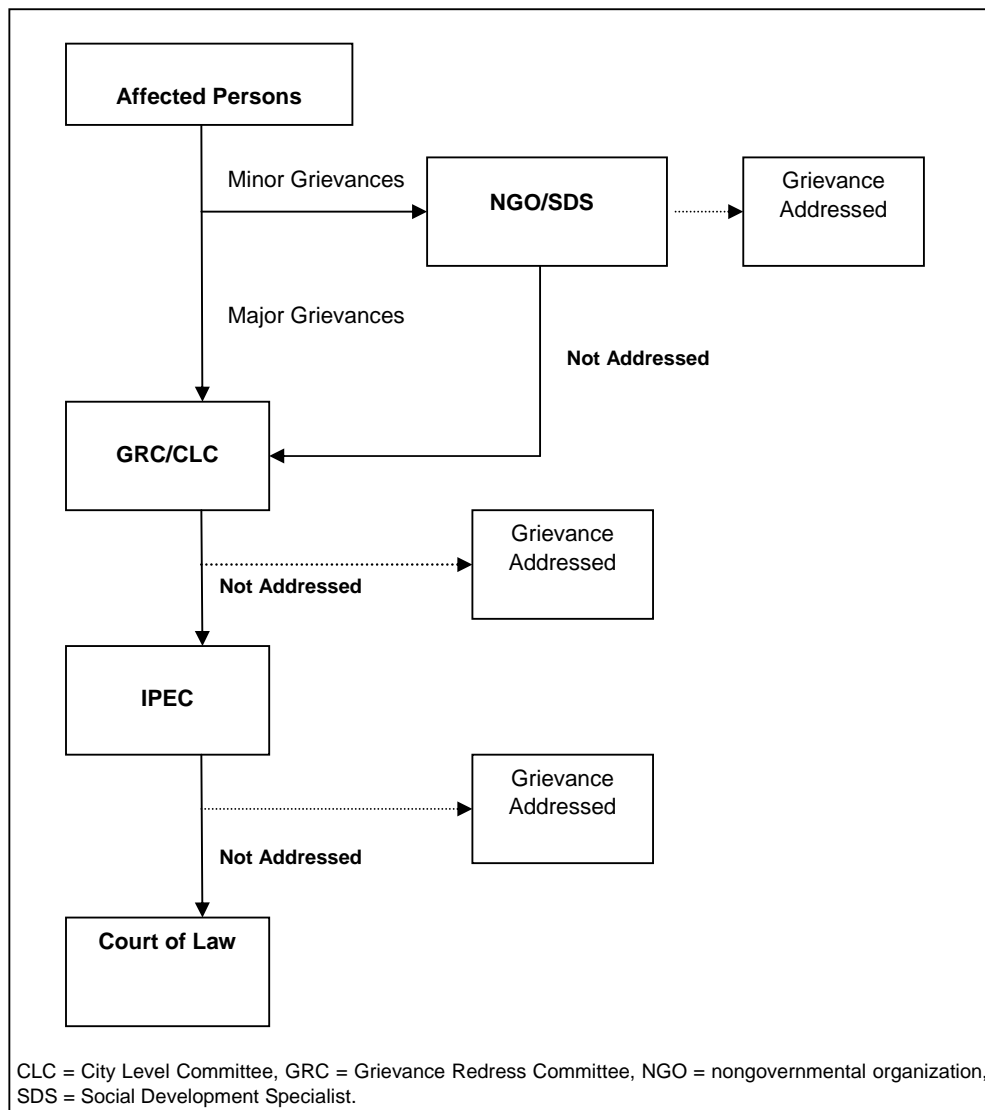 Affected Persons
Minor Grievances
NGO/SDS
Grievance
Addressed
Major Grievances
Not Addressed
GRC/CLC
Grievance
Addressed
Not Addressed
IPEC
Grievance
Addressed
Not Addressed
Court of Law
CLC = City Level Committee, GRC = Grievance Redress Committee, NGO = nongovernmental organization,
SDS = Social Development Specialist.